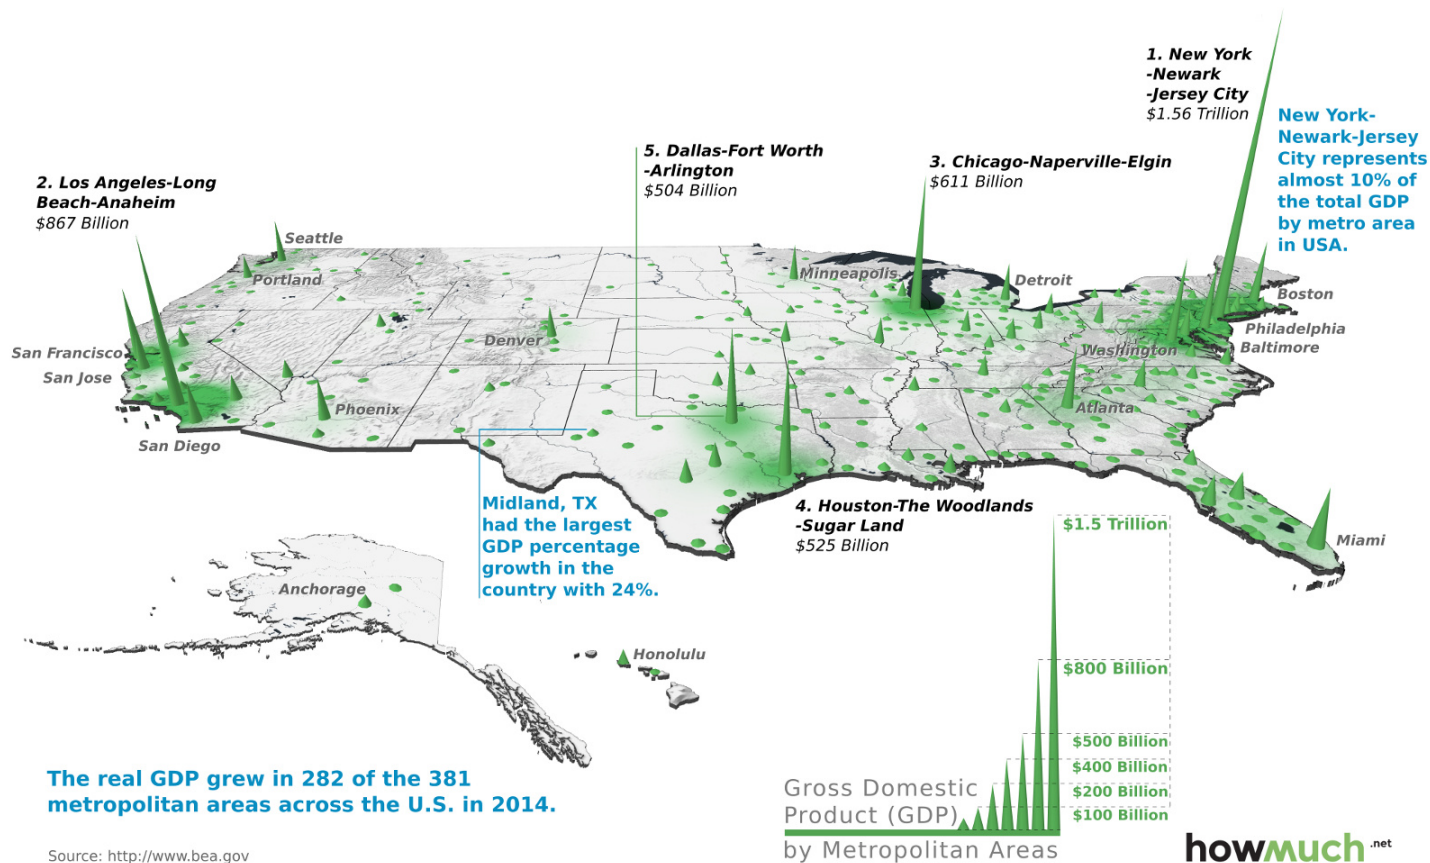 1. New York
-Newark
-Jersey City
$1.56 Trillion
New York-
Newark-Jersey
City represents
almost 10% of
the total GDP
by metro area
in USA.
5. Dallas-Fort Worth
-Arlington
$504 Billion
3. Chicago-Naperville-Elgin
$611 Billion
2. Los Angeles-Long
Beach-Anaheim
$867 Billion
Seattle
Portland
Minneapolis
Detroit
Boston
Philadelphia
Baltimore
Washington
Denver
San Francisco
San Jose
Phoenix
Atlanta
San Diego
Midland, TX
had the largest
GDP percentage
growth in the
country with 24%.
4. Houston-The Woodlands
-Sugar Land
$525 Billion
Miami
Anchorage
Honolulu
$1.5 Trillion
$800 Billion
$500 Billion
$400 Billion
$200 Billion
$100 Billion
Gross Domestic
Product (GDP)
by Metropolitan Areas
The real GDP grew in 282 of the 381
metropolitan areas across the U.S. in 2014.
Source: http://www.bea.gov
howmuch.net